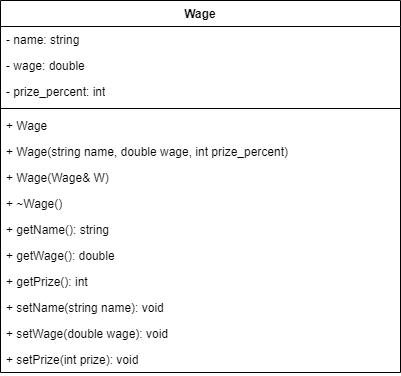 Wage
- name: string
- wage: double
- prize_percent: int
+ Wage
+ Wage(string name, double wage, int prize_percent)
+ Wage(Wage& W)
+ ~Wage()
+ getName(): string
+ getWage(): double
+ getPrize(): int
+ setName(string name): void
+ setWage(double wage): void
+ setPrize(int prize): void